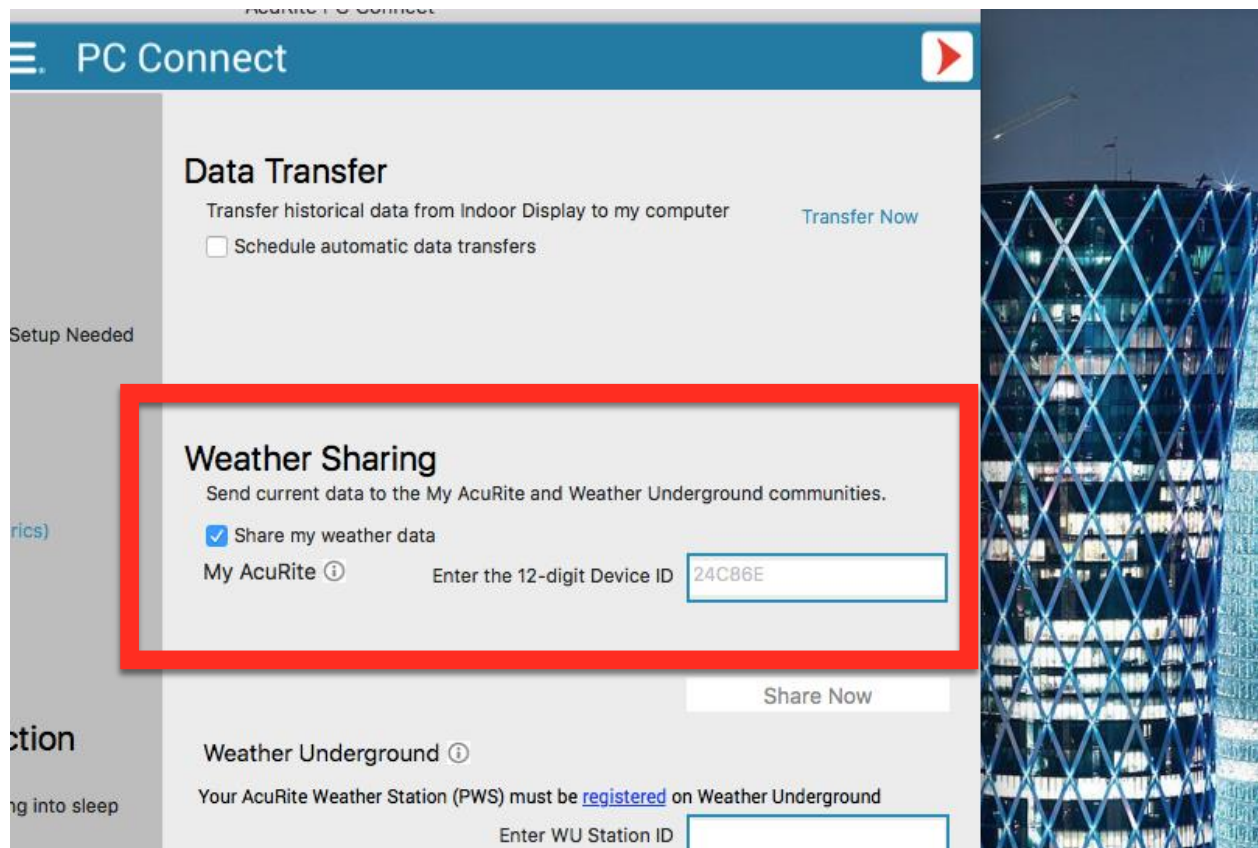 AcuRite PC Connect
PC Connect
Data Transfer
Transfer historical data from Indoor Display to my computer
Transfer Now
Schedule automatic data transfers
Setup Needed
Weather Sharing
Send current data to the My AcuRite and Weather Underground communities.
rics)
Share my weather data
My AcuRite
Enter the 12-digit Device ID
24C86E
Share Now
ction
Weather Underground
ng into sleep
Your AcuRite Weather Station (PWS) must be registered on Weather Underground
Enter WU Station ID